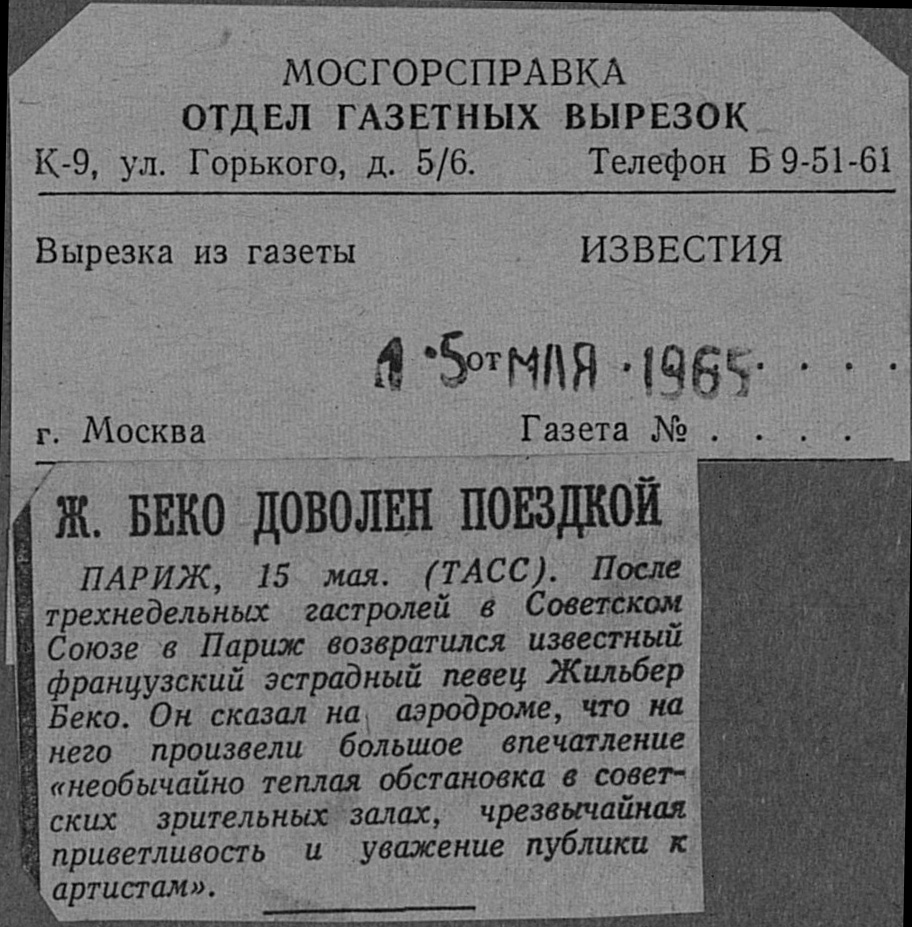 МОСГОРСПРАВКА
ОТДЕЛ ГАЗЕТНЫХ ВЫРЕЗОК
К-9, ул. Горького, д. 5/6. Телефон Б 9-51-61
Вырезка из газеты ИЗВЕСТИЯ
1 5 от МАЯ 1965 . . . .
г. Москва Газета № . . . .
Ж. БЕКО ДОВОЛЕН ПОЕЗДКОЙ
ПАРИЖ, 15 мая. (ТАСС). После
трехнедельных гастролей в Советском
Союзе в Париж возвратился известный
французский эстрадный певец Жильбер
Беко. Он сказал на аэродроме, что на
него произвели большое впечатление
«необычайно теплая обстановка в совет-
ских зрительных залах, чрезвычайная
приветливость и уважение публики к
артистам».